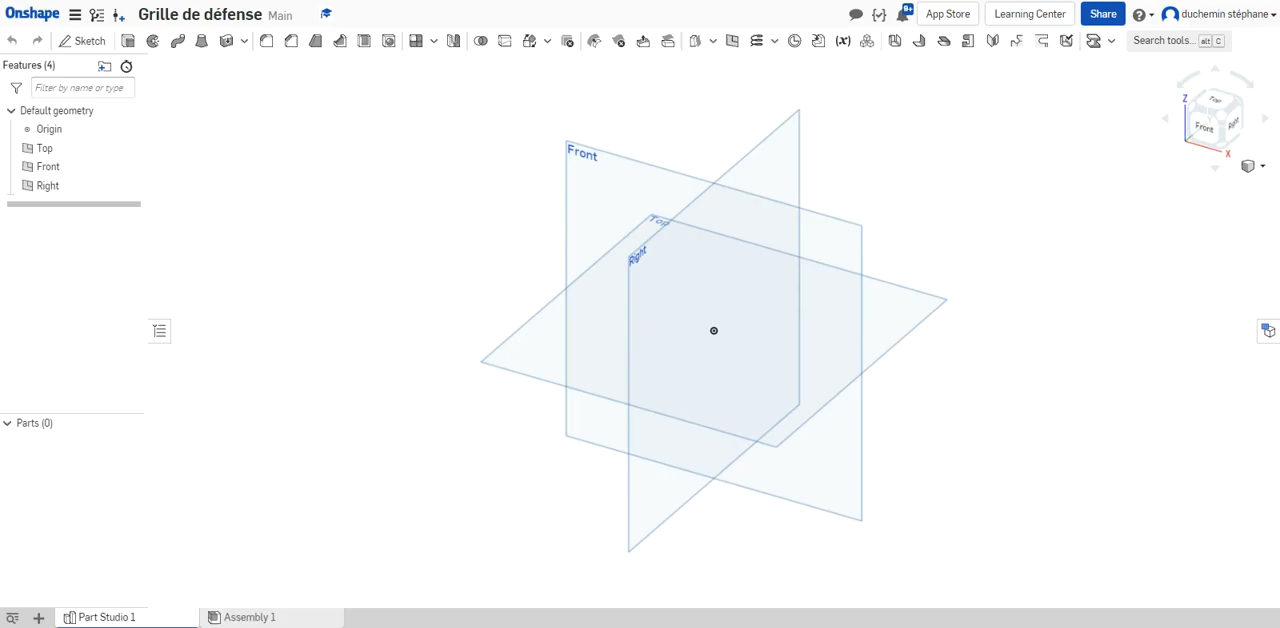 Onshape Grille de défense Main 9+ App Store Learning Center Share duchemin stéphane
Sketch (x) Search tools... alt C
Features (4)
Filter by name or type
Default geometry
Origin
Top
Front
Right
Parts (0)
Front
Top
Right
Top
Front
Right
Z
X
Part Studio 1 Assembly 1